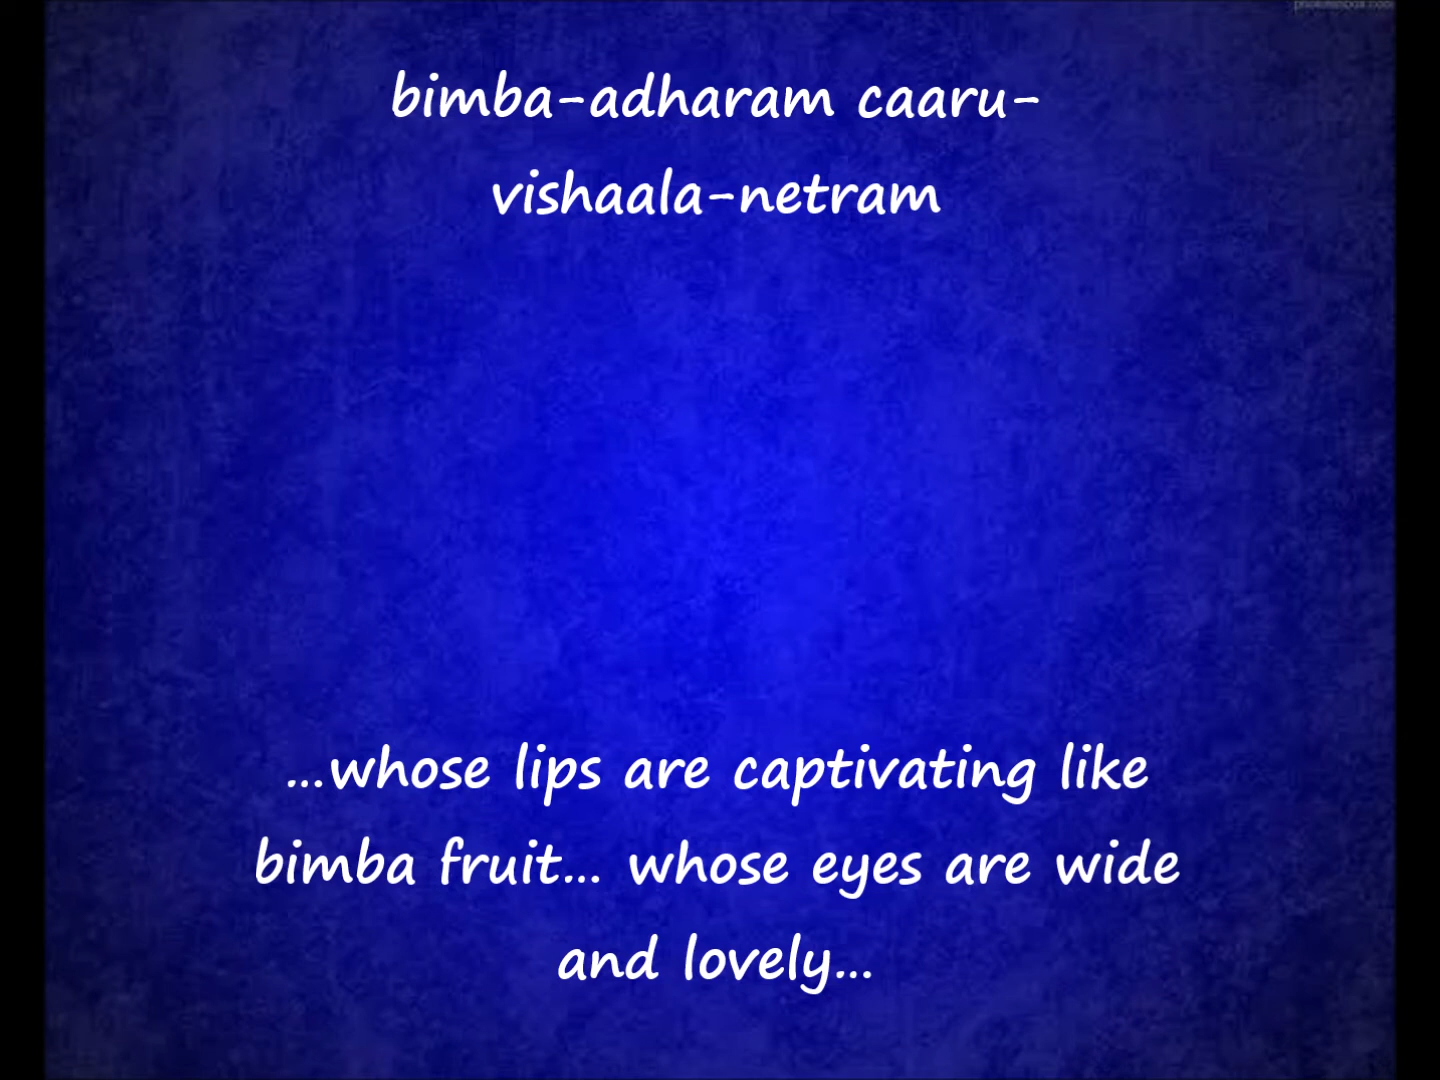 bimba-adharam caaru-
vishaala-netram
...whose lips are captivating like
bimba fruit... whose eyes are wide
and lovely...